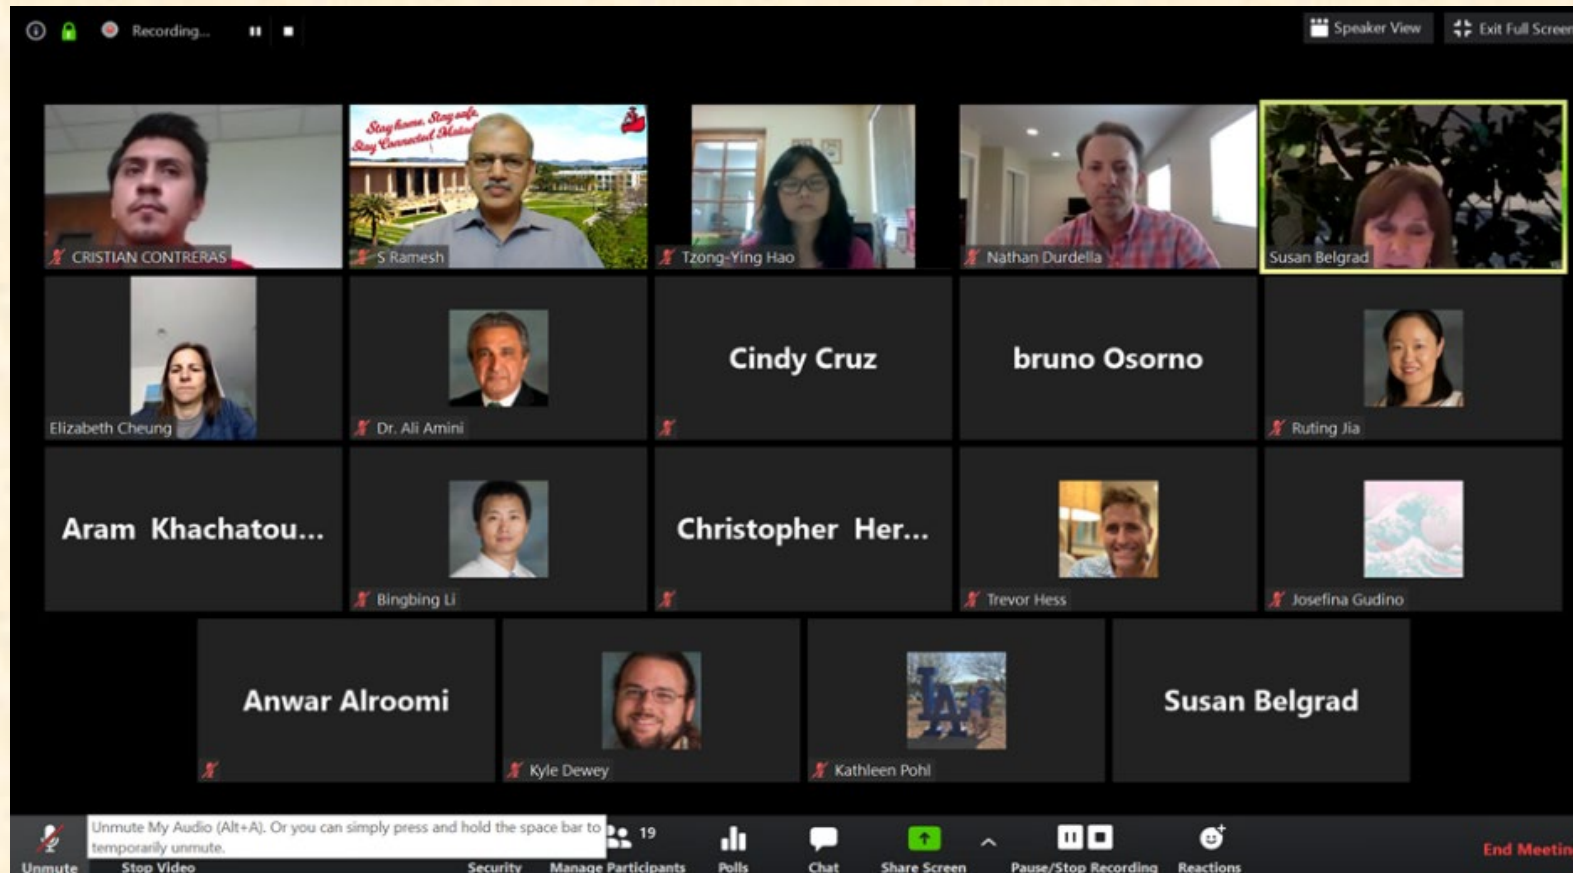 Recording...
Speaker View
Exit Full Screen
Stay home, Stay safe,
Stay Connected
CRISTIAN CONTRERAS
S Ramesh
Tzong-Ying Hao
Nathan Durdella
Susan Belgrad
Elizabeth Cheung
Dr. Ali Amini
Cindy Cruz
bruno Osorno
Ruting Jia
Aram Khachatou...
Bingbing Li
Christopher Her...
Trevor Hess
Josefina Gudino
Anwar Alroomi
Kyle Dewey
LA
Kathleen Pohl
Susan Belgrad
Unmute My Audio (Alt+A). Or you can simply press and hold the space bar to
temporarily unmute.
19
Unmute
Stop Video
Security
Manage Participants
Polls
Chat
Share Screen
Pause/Stop Recording
Reactions
End Meetin